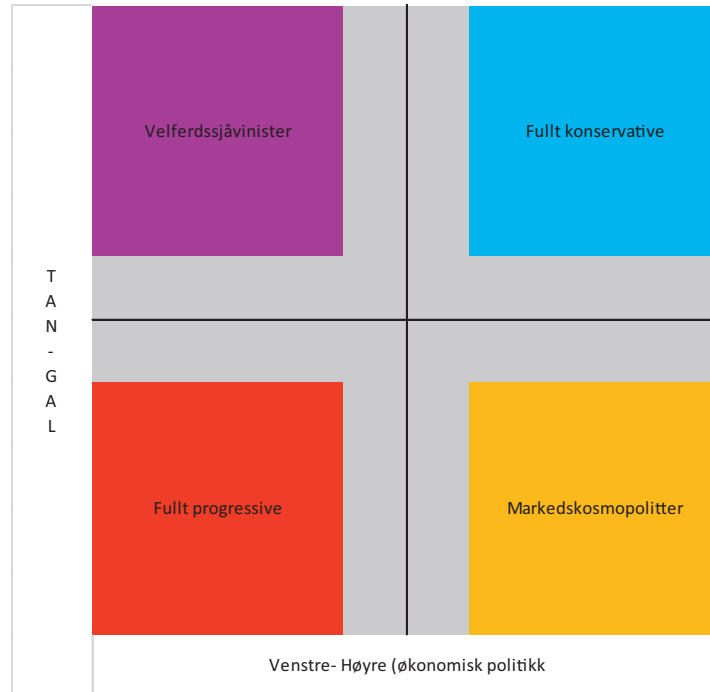 Velferdssjåvinister
Fullt konservative
T
A
N
-
G
A
L
Fullt progressive
Markedskosmopolitter
Venstre- Høyre (økonomisk politikk